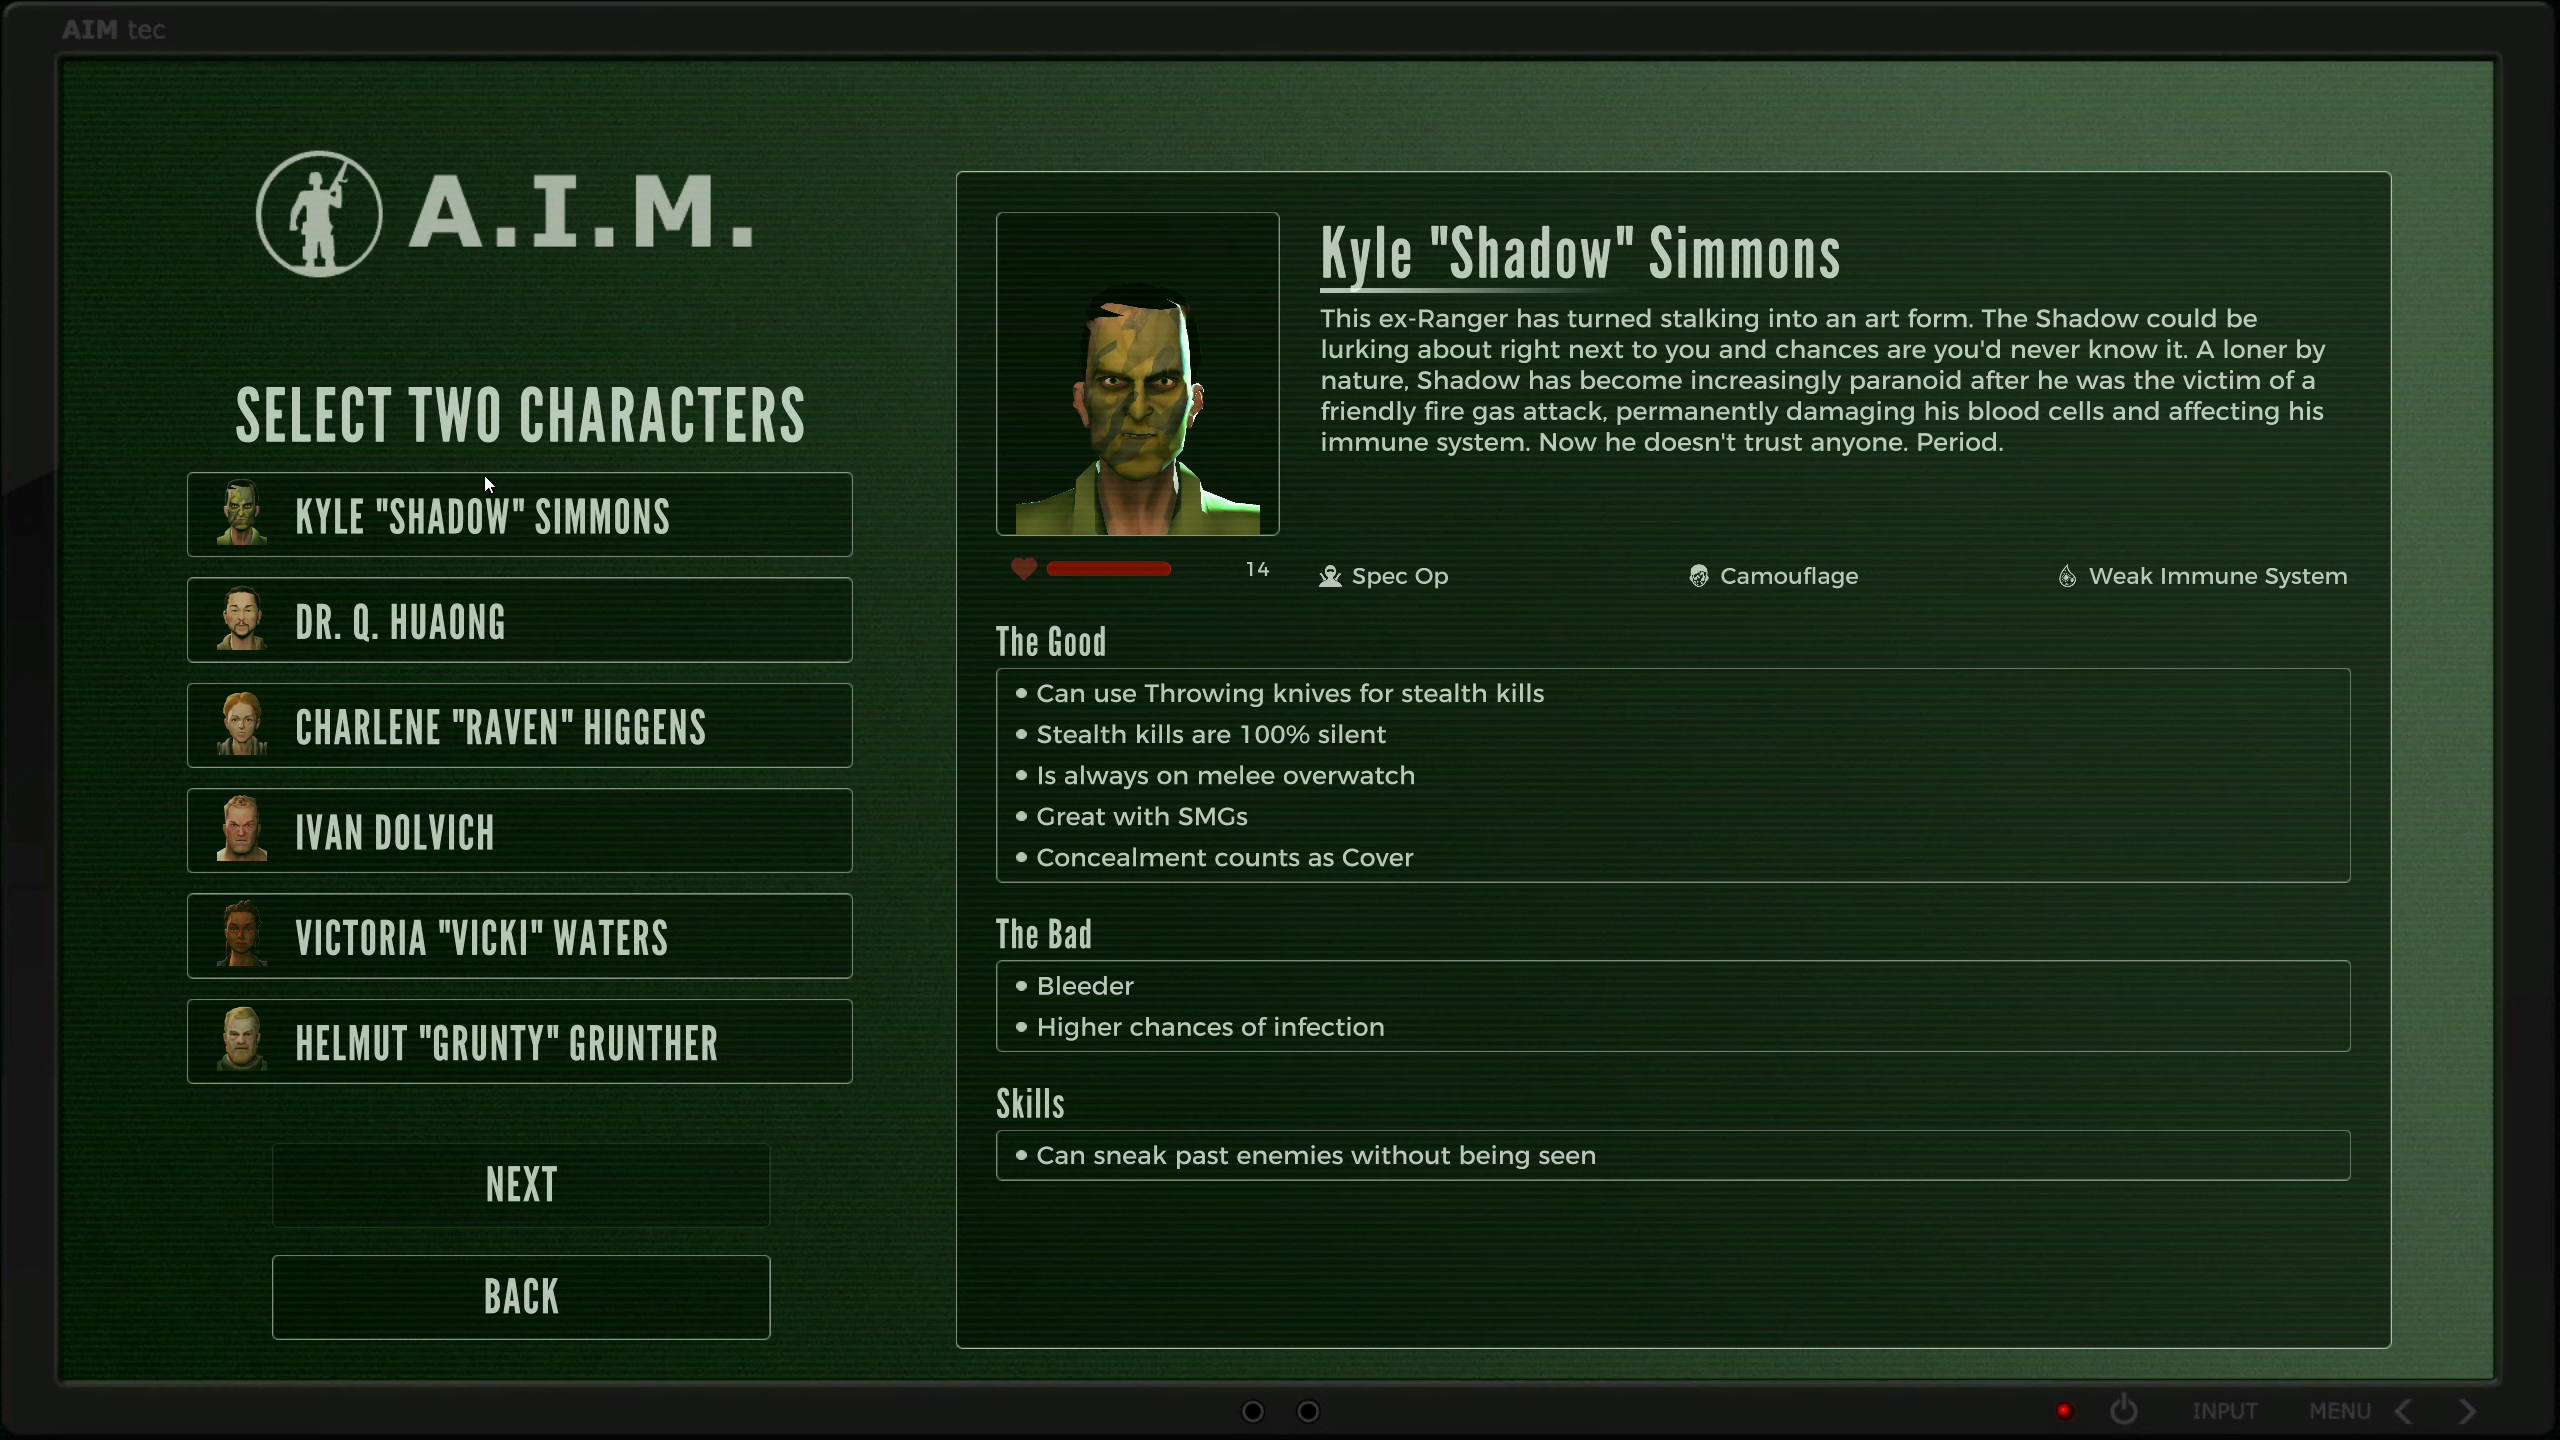 AIM tec
A.I.M.
SELECT TWO CHARACTERS
KYLE "SHADOW" SIMMONS
DR. Q. HUAONG
CHARLENE "RAVEN" HIGGENS
IVAN DOLVICH
VICTORIA "VICKI" WATERS
HELMUT "GRUNTY" GRUNTHER
NEXT
BACK
Kyle "Shadow" Simmons
This ex-Ranger has turned stalking into an art form. The Shadow could be
lurking about right next to you and chances are you'd never know it. A loner by
nature, Shadow has become increasingly paranoid after he was the victim of a
friendly fire gas attack, permanently damaging his blood cells and affecting his
immune system. Now he doesn't trust anyone. Period.
14
Spec Op
Camouflage
Weak Immune System
The Good
• Can use Throwing knives for stealth kills
• Stealth kills are 100% silent
• Is always on melee overwatch
• Great with SMGs
• Concealment counts as Cover
The Bad
• Bleeder
• Higher chances of infection
Skills
• Can sneak past enemies without being seen
INPUT
MENU